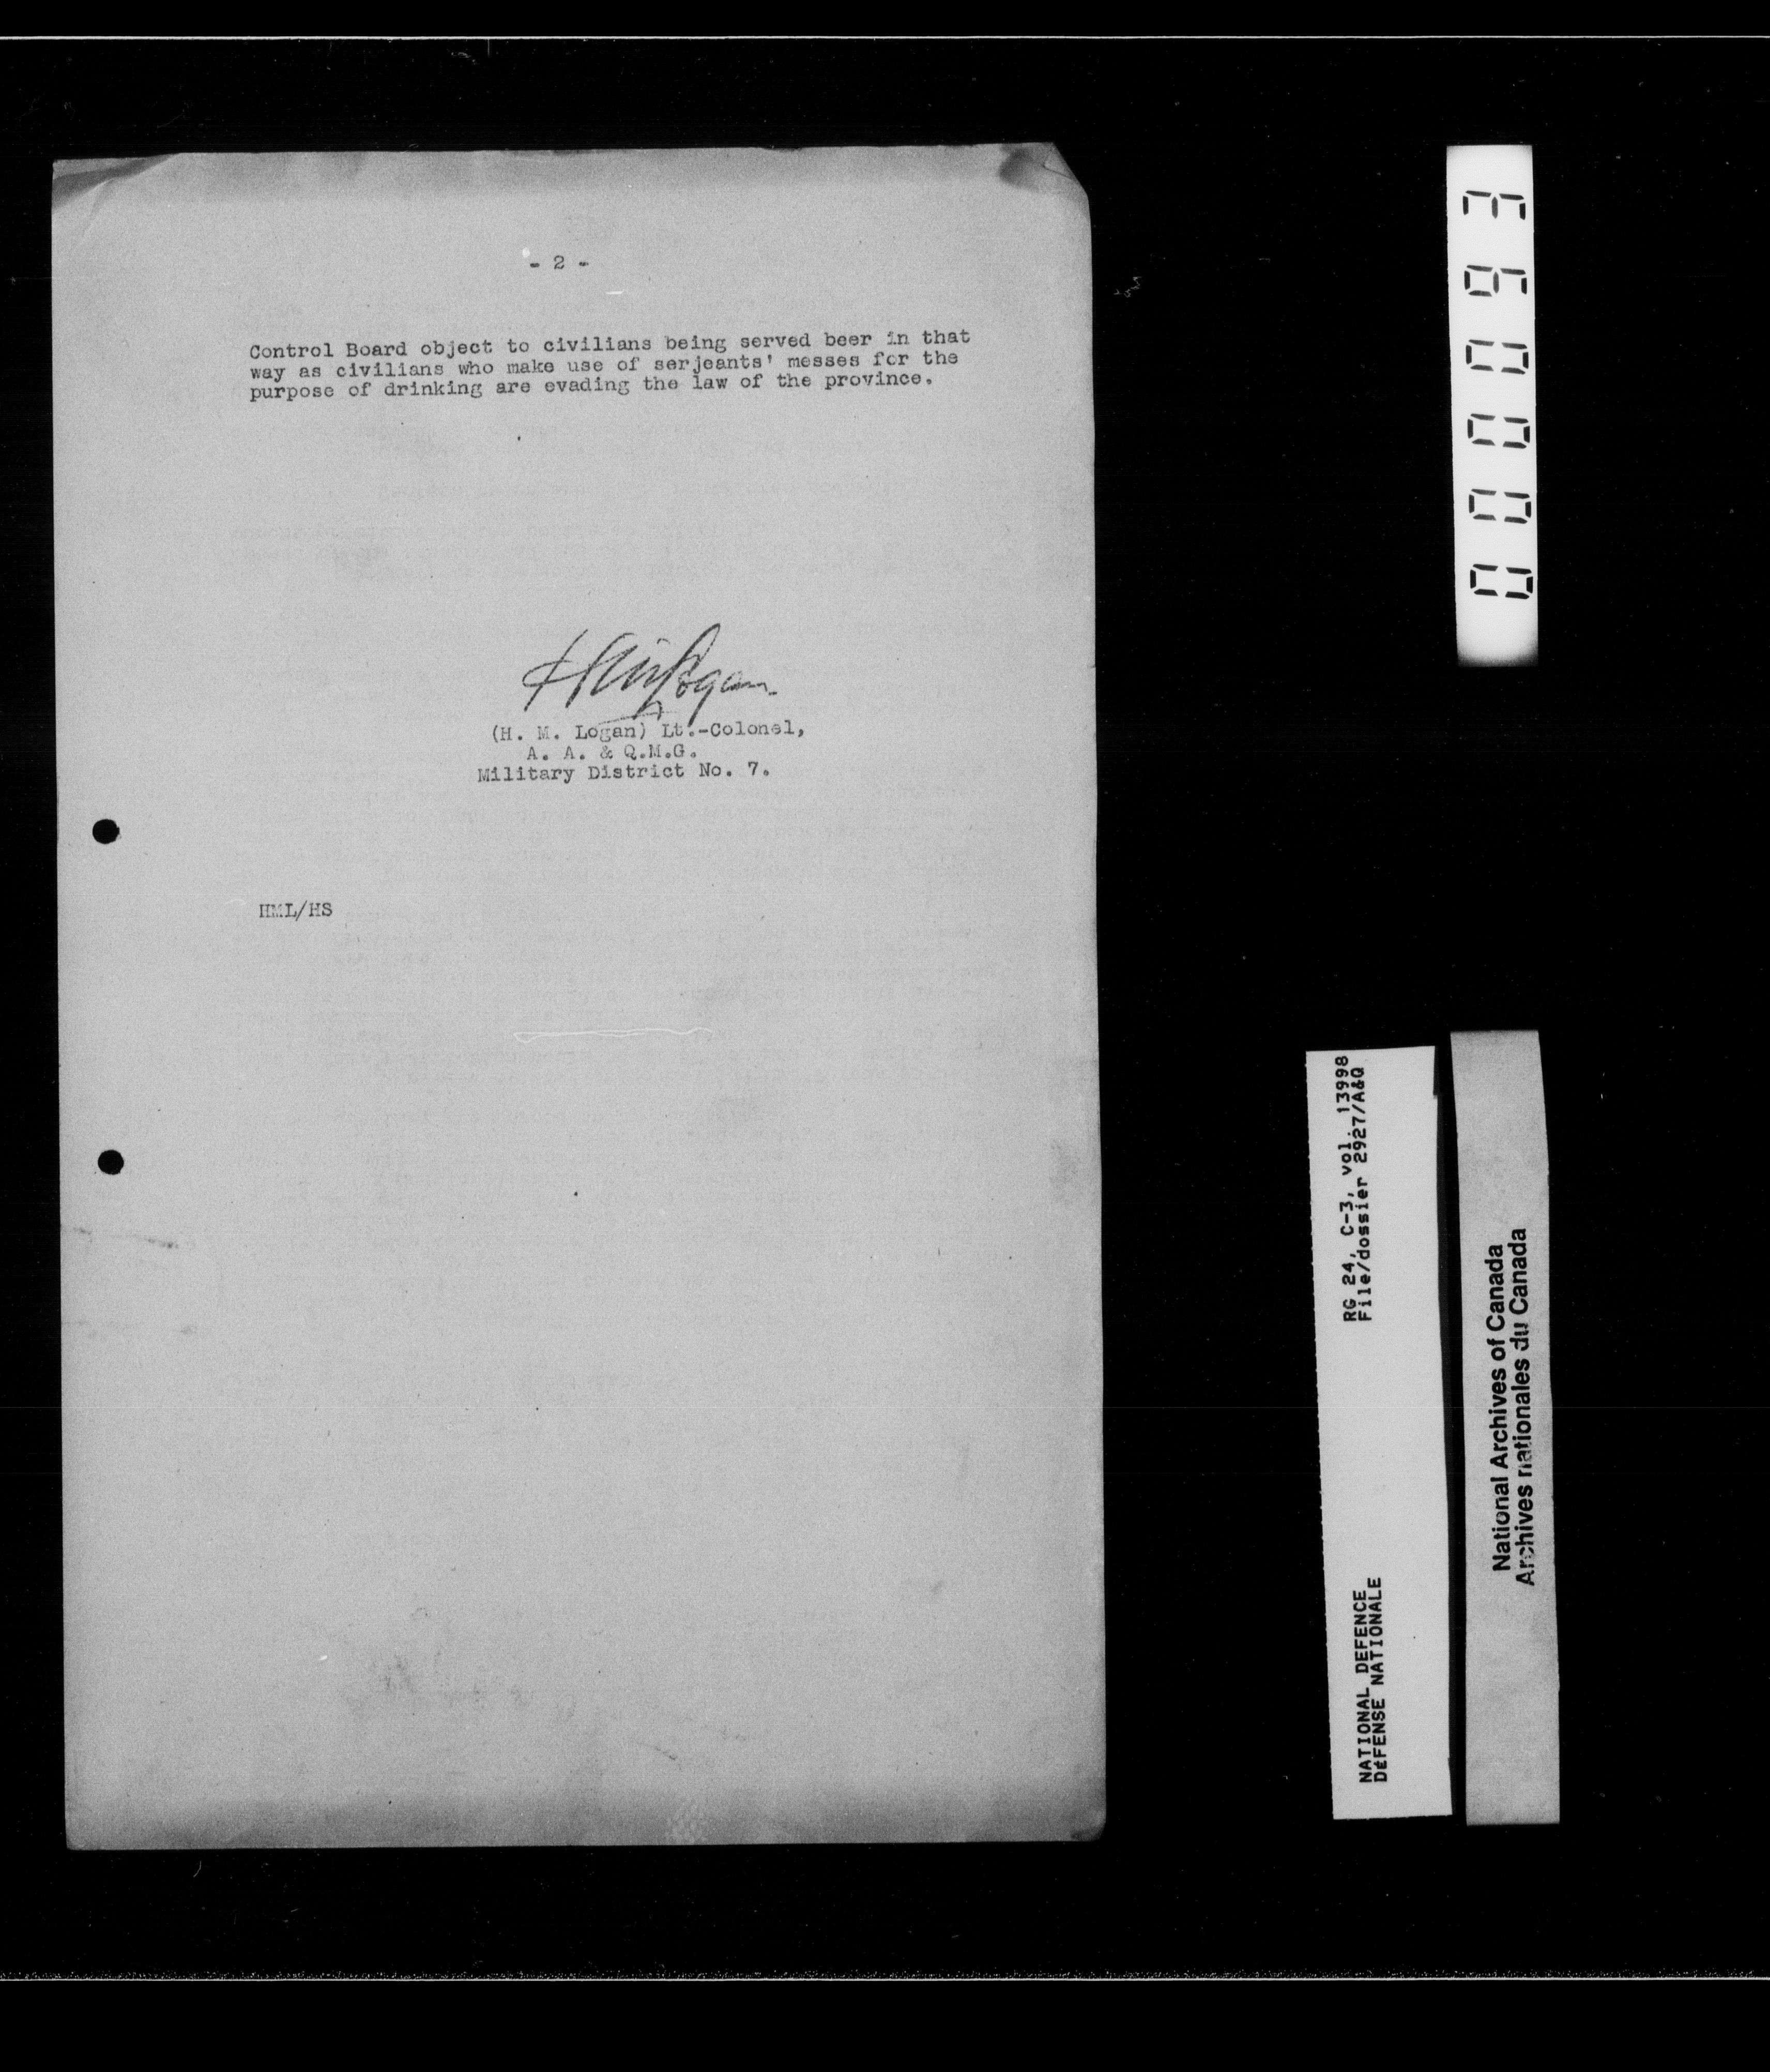 - 2 -
Control Board object to civilians being served beer in that
way as civilians who make use of serjeants' messes for the
purpose of drinking are evading the law of the province.
(H. M. Logan) Lt.-Colonel,
A. A. & Q.M.G.
Military District No. 7.
HML/HS
000093
RG 24, C-3, vol. 13998
File/dossier 2927/A&Q
NATIONAL DEFENCE
DÉFENSE NATIONALE
National Archives of Canada
Archives nationales du Canada